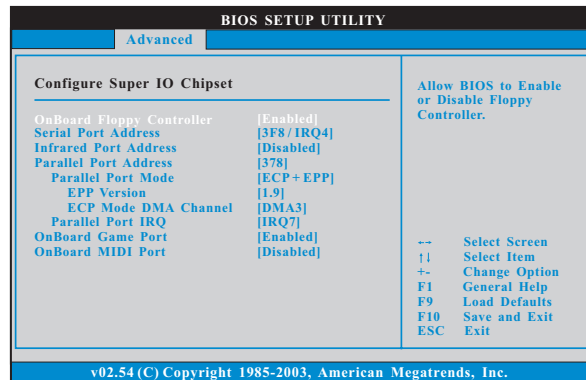 BIOS SETUP UTILITY
Advanced
Configure Super IO Chipset
OnBoard Floppy Controller [Enabled]
Serial Port Address [3F8 / IRQ4]
Infrared Port Address [Disabled]
Parallel Port Address [378]
Parallel Port Mode [ECP + EPP]
EPP Version [1.9]
ECP Mode DMA Channel [DMA3]
Parallel Port IRQ [IRQ7]
OnBoard Game Port [Enabled]
OnBoard MIDI Port [Disabled]
Allow BIOS to Enable
or Disable Floppy
Controller.
←→ Select Screen
↑↓ Select Item
+- Change Option
F1 General Help
F9 Load Defaults
F10 Save and Exit
ESC Exit
v02.54 (C) Copyright 1985-2003, American Megatrends, Inc.